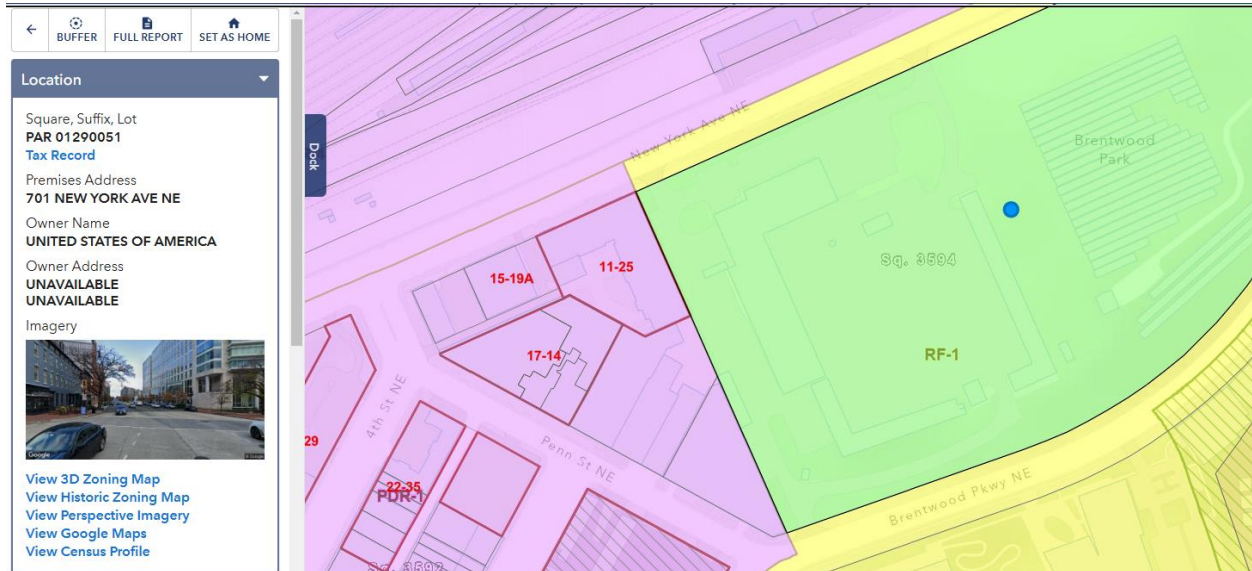 BUFFER
FULL REPORT
SET AS HOME
Location
Square, Suffix, Lot
PAR 01290051
Tax Record
Premises Address
701 NEW YORK AVE NE
Owner Name
UNITED STATES OF AMERICA
Owner Address
UNAVAILABLE
UNAVAILABLE
Imagery
Google
View 3D Zoning Map
View Historic Zoning Map
View Perspective Imagery
View Google Maps
View Census Profile
Dock
New York Ave NE
Brentwood
Park
Sq. 3594
RF-1
15-19A
11-25
17-14
4th St NE
Penn St NE
Brentwood Pkwy NE
29
22-35
PDR-1
Sq. 3592